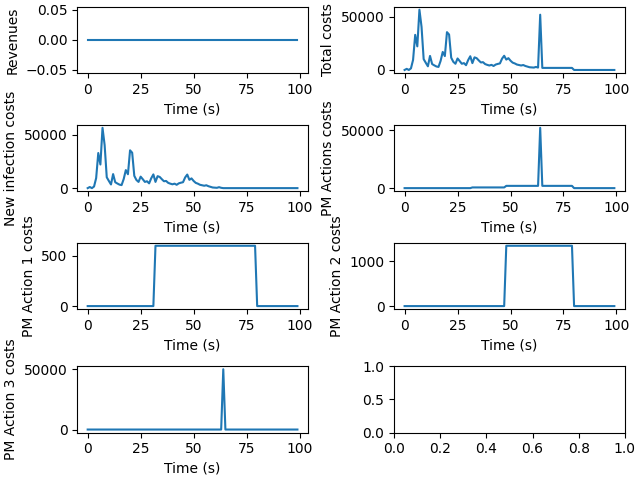 Revenues
0.05
0.00
−0.05
0 25 50 75 100
Time (s)
Total costs
50000
0
0 25 50 75 100
Time (s)
New infection costs
50000
0
0 25 50 75 100
Time (s)
PM Actions costs
50000
0
0 25 50 75 100
Time (s)
PM Action 1 costs
500
0
0 25 50 75 100
Time (s)
PM Action 2 costs
1000
0
0 25 50 75 100
Time (s)
PM Action 3 costs
50000
0
0 25 50 75 100
Time (s)
1.0
0.5
0.0
0.0 0.2 0.4 0.6 0.8 1.0